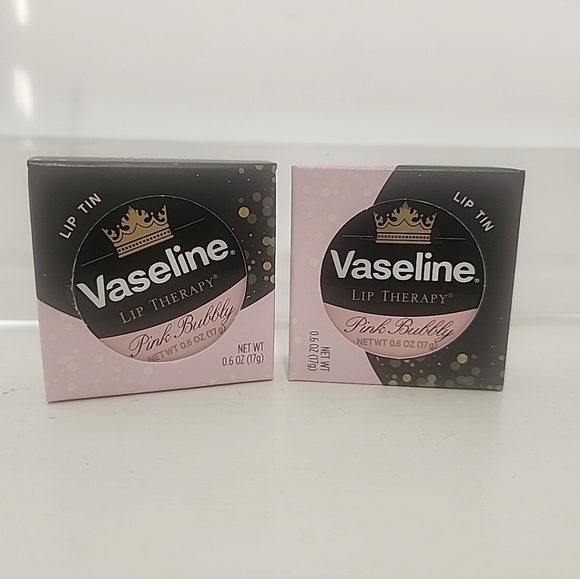 LIP TIN
Vaseline®
LIP THERAPY®
Pink Bubbly
NET WT 0.6 OZ (17g)
NET WT
0.6 OZ (17g)
LIP TIN
Vaseline®
LIP THERAPY®
Pink Bubbly
NET WT 0.6 OZ (17g)
NET WT
0.6 OZ (17g)